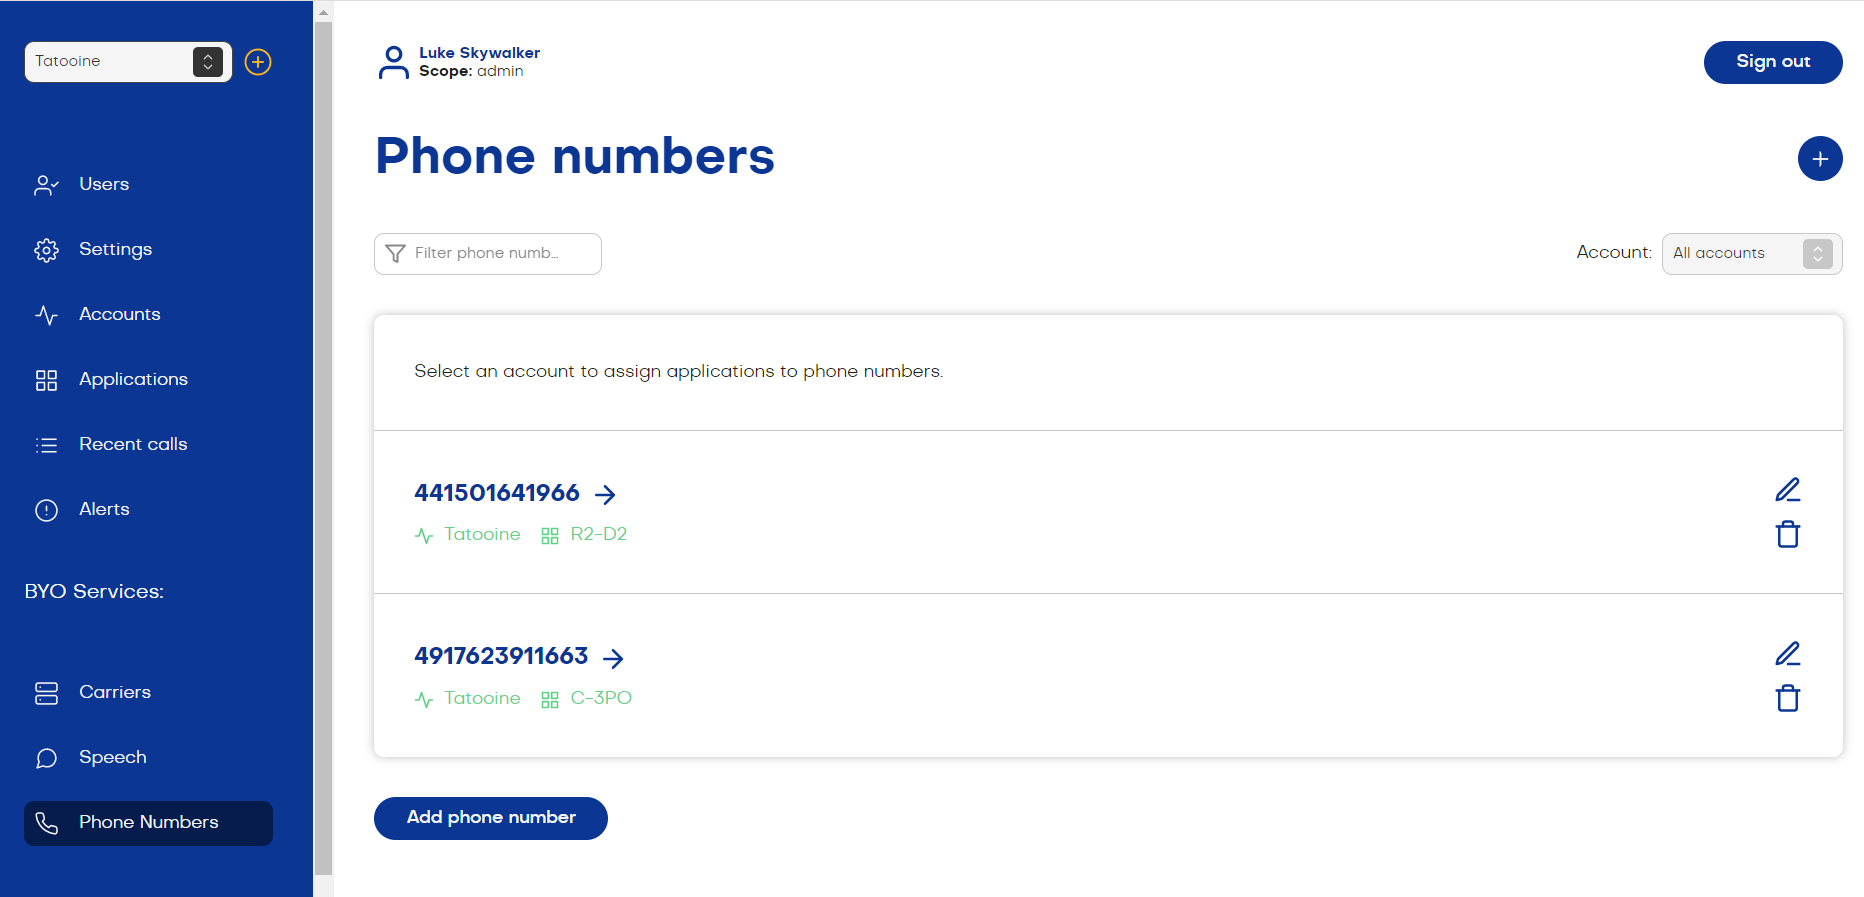 Tatooine
Users
Settings
Accounts
Applications
Recent calls
Alerts
BYO Services:
Carriers
Speech
Phone Numbers
Luke Skywalker
Scope: admin
Sign out
Phone numbers
Filter phone numb...
Account: All accounts
Select an account to assign applications to phone numbers.
441501641966
Tatooine R2-D2
4917623911663
Tatooine C-3PO
Add phone number